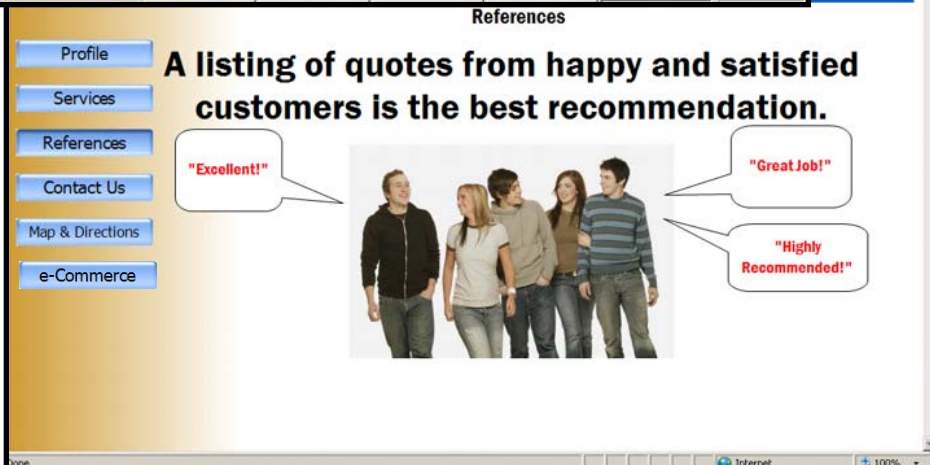 References
Profile
Services
References
Contact Us
Map & Directions
e-Commerce
A listing of quotes from happy and satisfied
customers is the best recommendation.
"Excellent!"
"Great Job!"
"Highly
Recommended!"
Done
Internet
100%